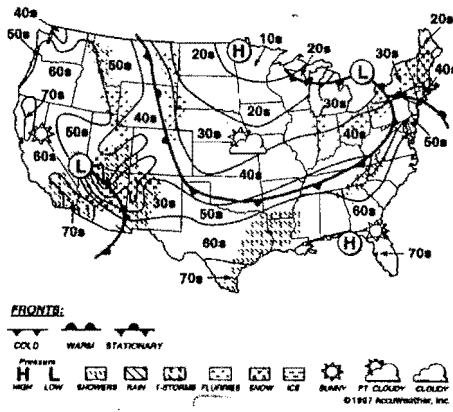 40s
20s
50s
H
10s
20s
50s
20s
L
60s
30s
40s
70s
20s
30s
50s
40s
30s
40s
50s
60s
L
40s
30s
50s
60s
70s
60s
H
70s
70s
FRONTS:
COLD WARM STATIONARY
Pressure
H L
HIGH LOW SHOWERS RAIN T-STORMS FLURRIES SNOW ICE SUNNY PT CLOUDY CLOUDY
©1997 AccuWeather, Inc.